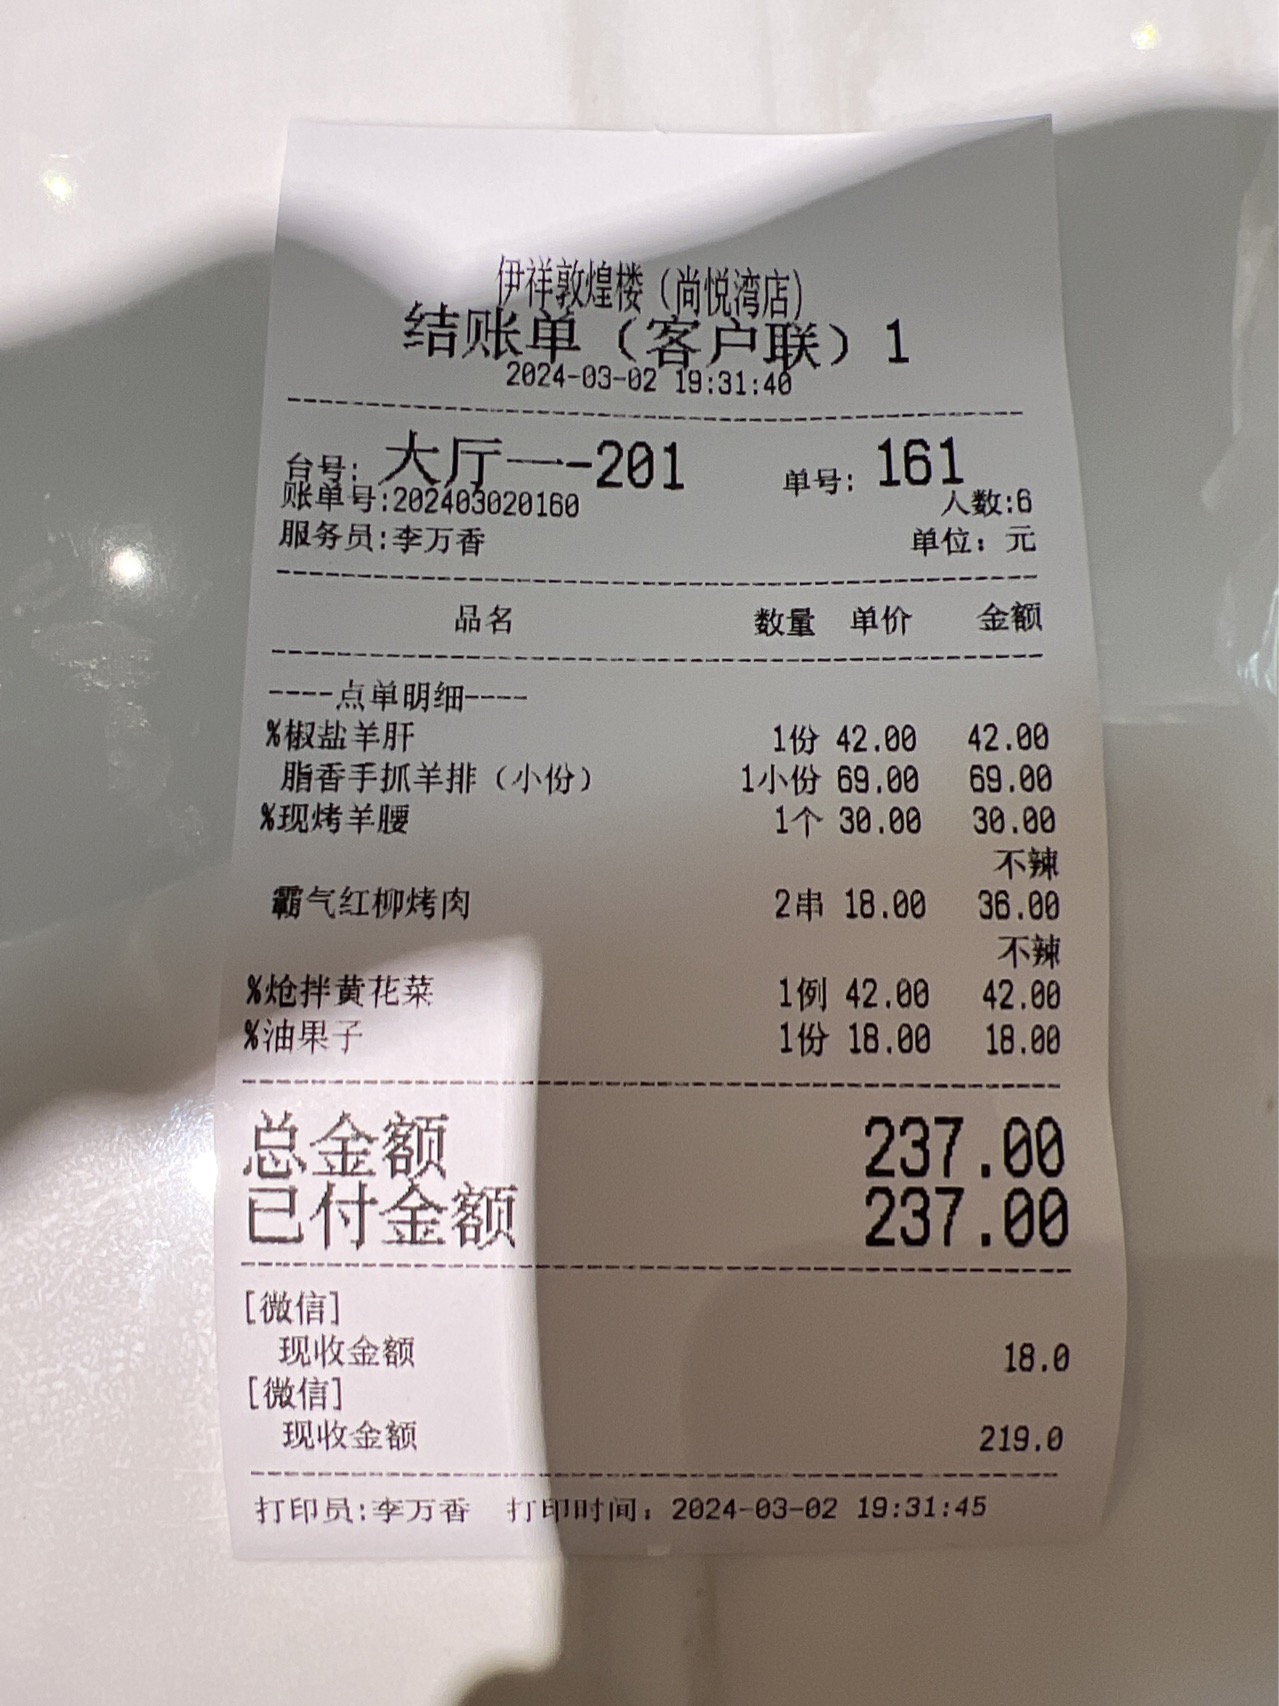 伊祥敦煌楼（尚悦湾店）
结账单（客户联）1
2024-03-02 19:31:40
台号: 大厅一-201 单号: 161
账单号:202403020160 人数:6
服务员:李万香 单位：元
品名 数量 单价 金额
----点单明细----
%椒盐羊肝 1份 42.00 42.00
脂香手抓羊排（小份） 1小份 69.00 69.00
%现烤羊腰 1个 30.00 30.00
不辣
霸气红柳烤肉 2串 18.00 36.00
不辣
%炝拌黄花菜 1例 42.00 42.00
%油果子 1份 18.00 18.00
总金额 237.00
已付金额 237.00
[微信]
现收金额 18.0
[微信]
现收金额 219.0
打印员:李万香 打印时间：2024-03-02 19:31:45